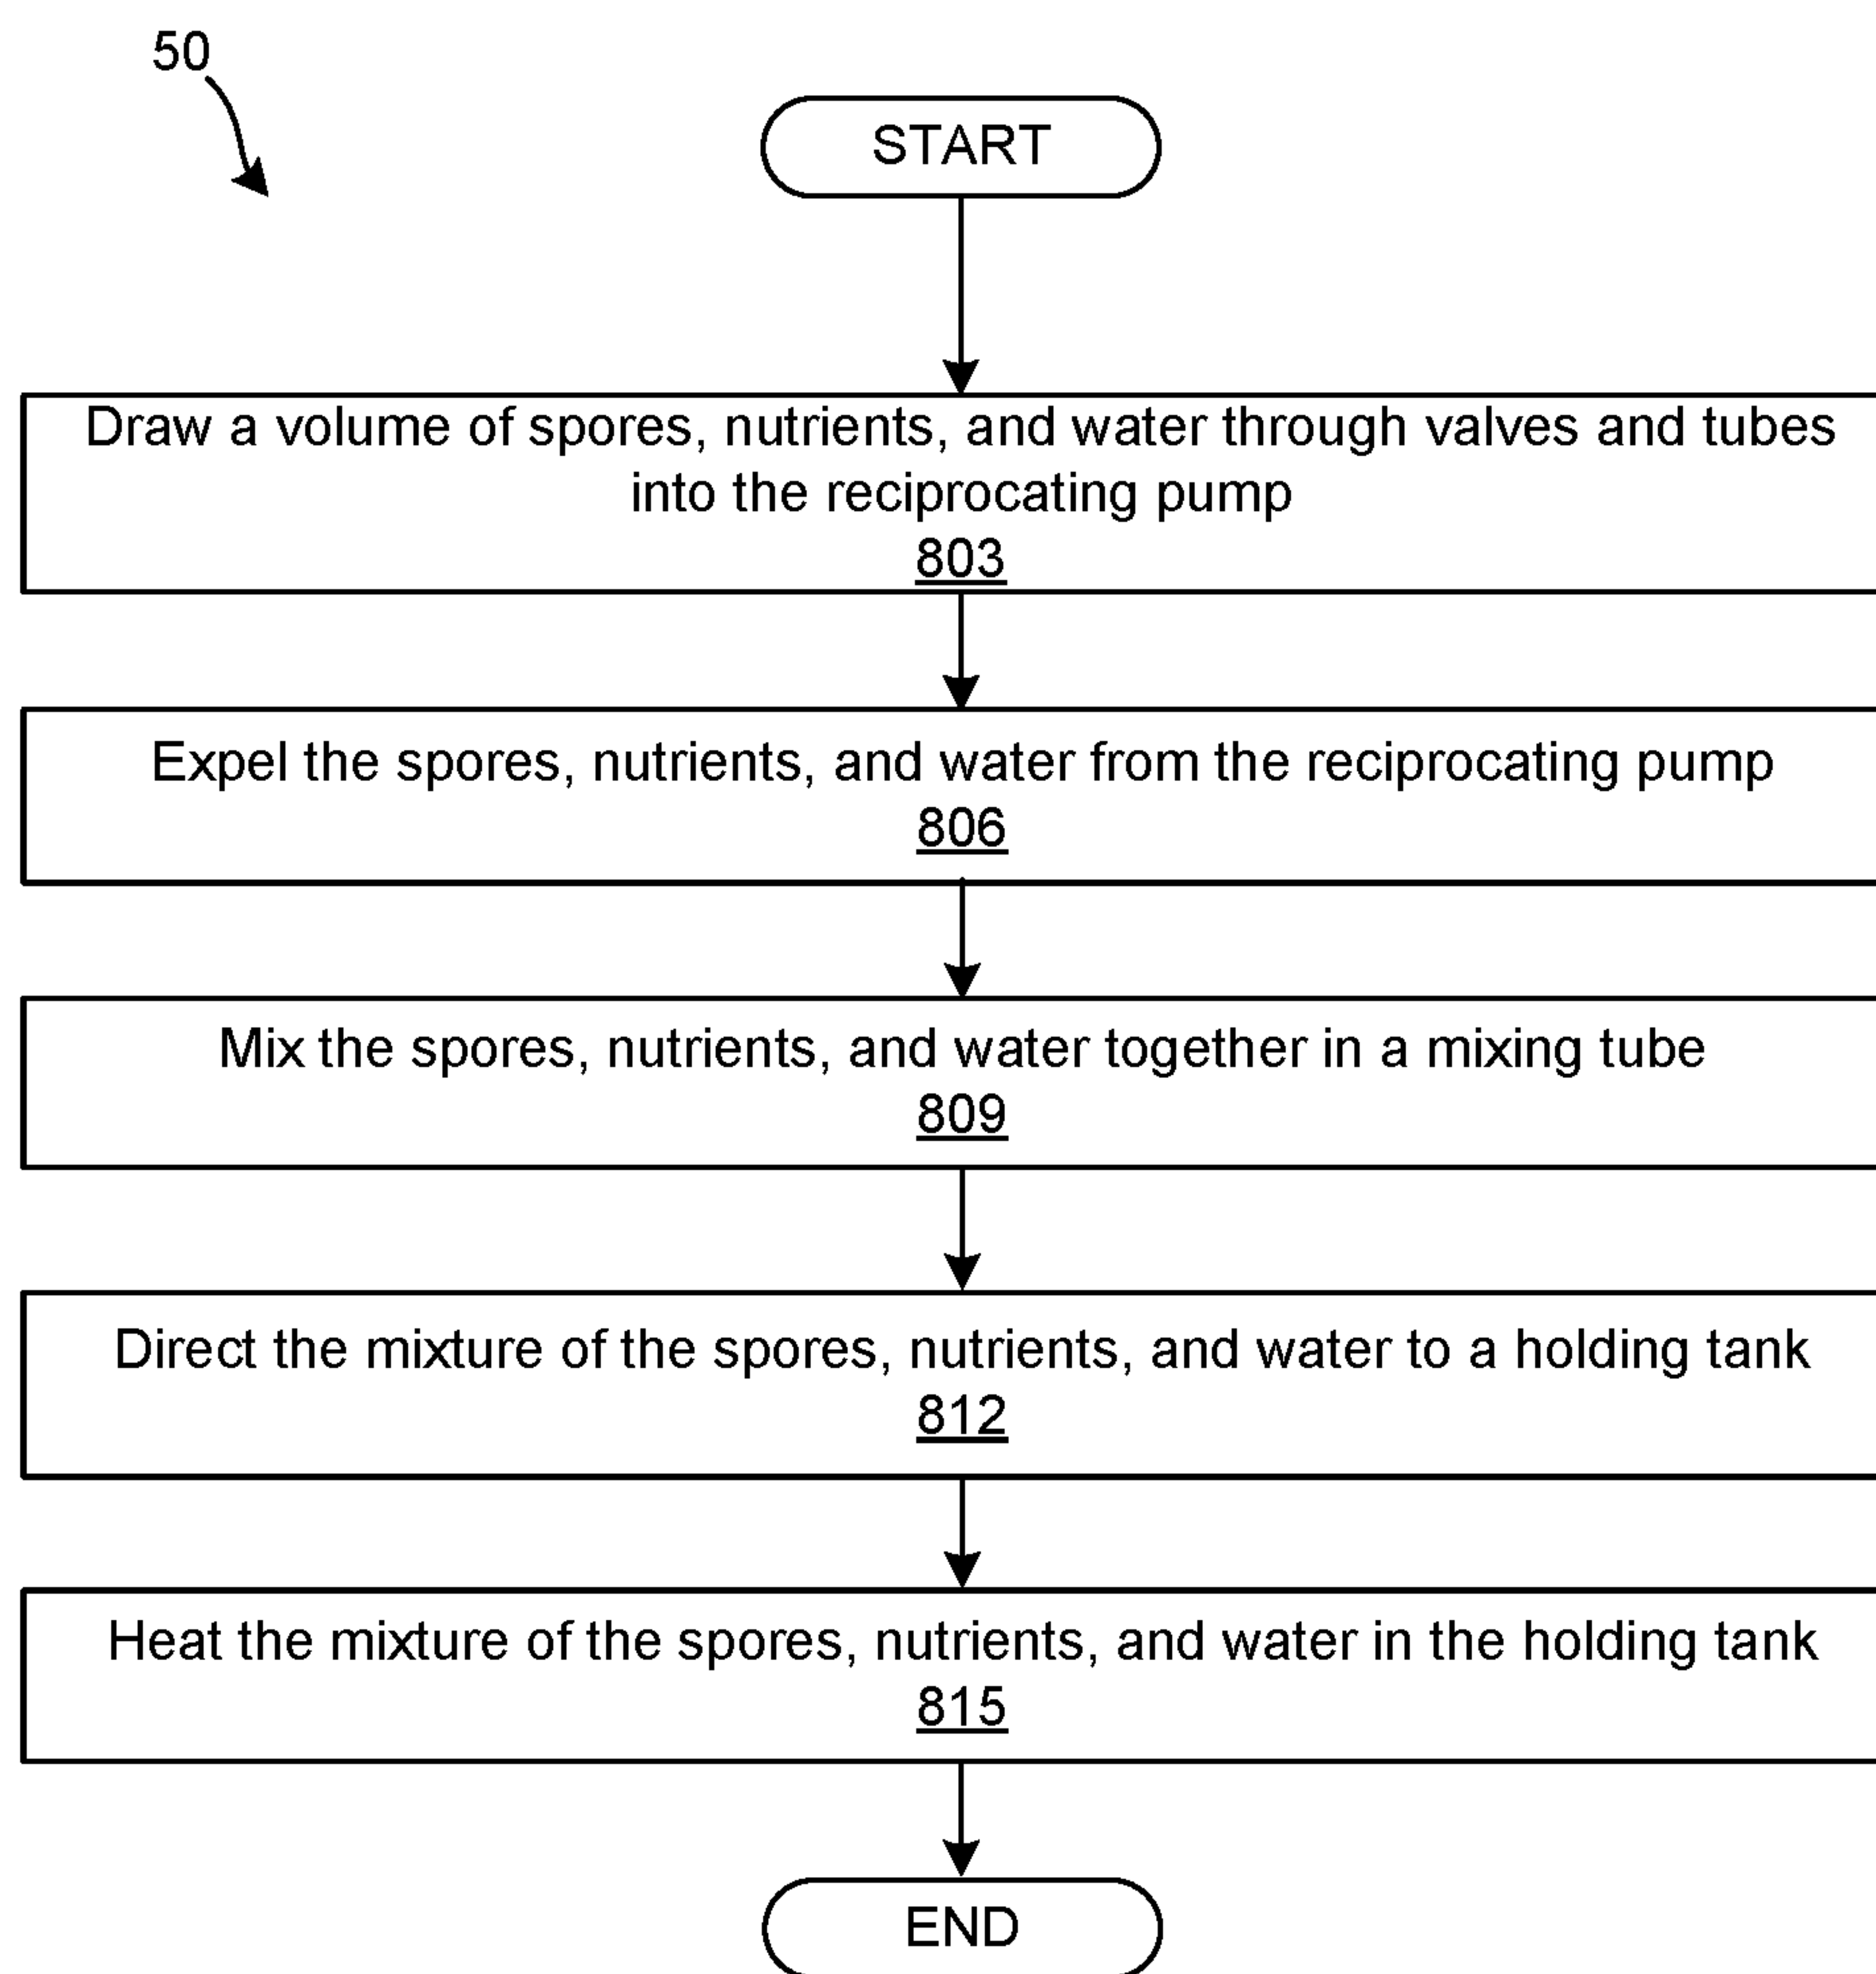 50
START
Draw a volume of spores, nutrients, and water through valves and tubes
into the reciprocating pump
803
Expel the spores, nutrients, and water from the reciprocating pump
806
Mix the spores, nutrients, and water together in a mixing tube
809
Direct the mixture of the spores, nutrients, and water to a holding tank
812
Heat the mixture of the spores, nutrients, and water in the holding tank
815
END